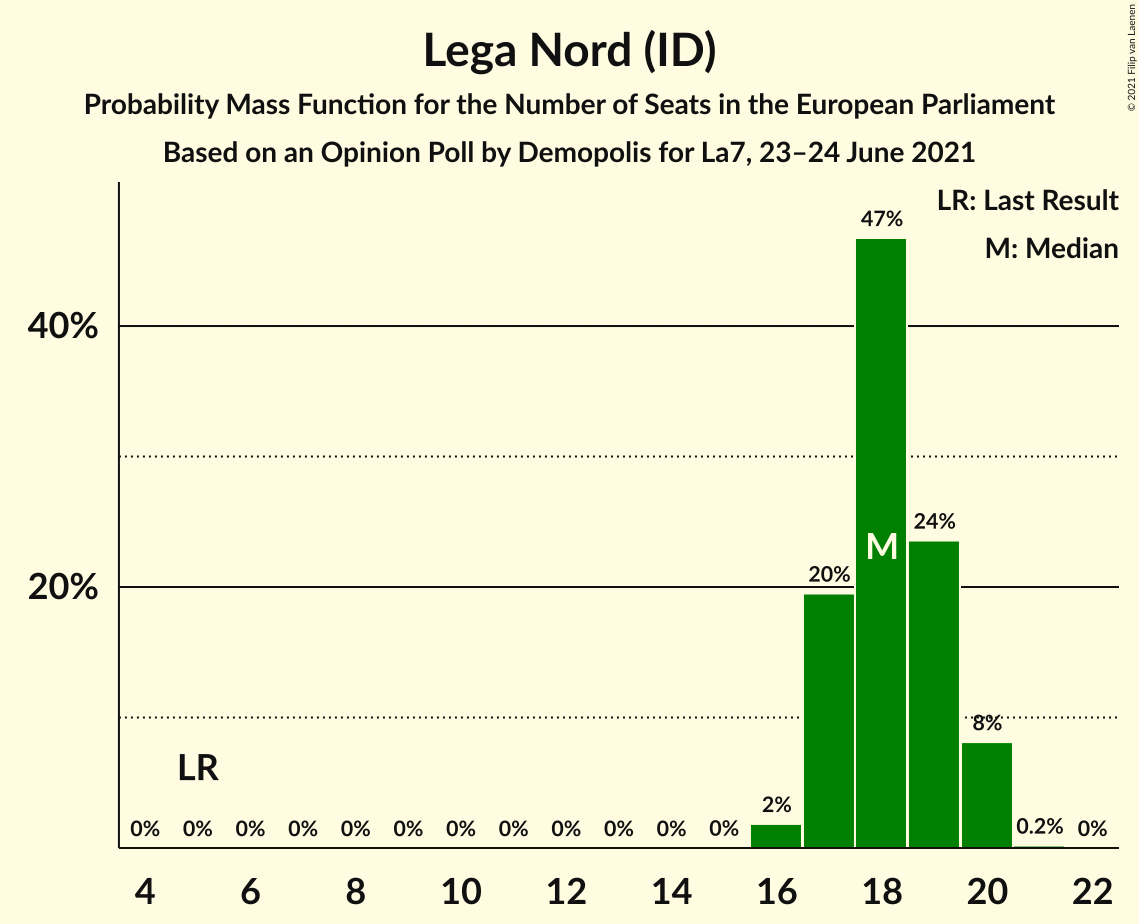 Lega Nord (ID)
Probability Mass Function for the Number of Seats in the European Parliament
Based on an Opinion Poll by Demopolis for La7, 23–24 June 2021
© 2021 Filip van Laenen
LR: Last Result
M: Median
47%
40%
24%
M
20%
20%
8%
LR
2%
0% 0% 0% 0% 0% 0% 0% 0% 0% 0% 0% 0% 0.2% 0%
4 6 8 10 12 14 16 18 20 22